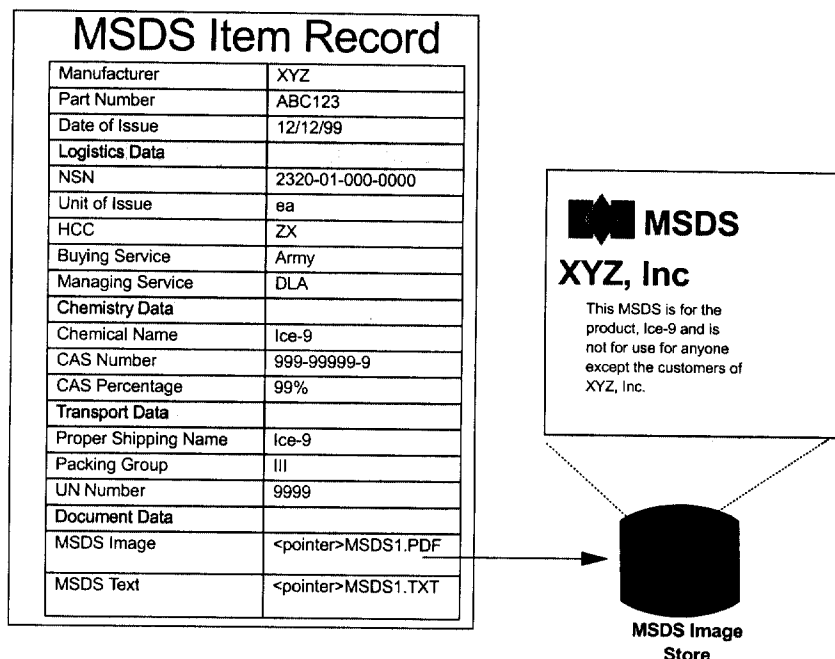 MSDS Item Record
Manufacturer XYZ
Part Number ABC123
Date of Issue 12/12/99
Logistics Data
NSN 2320-01-000-0000
Unit of Issue ea
HCC ZX
Buying Service Army
Managing Service DLA
Chemistry Data
Chemical Name Ice-9
CAS Number 999-99999-9
CAS Percentage 99%
Transport Data
Proper Shipping Name Ice-9
Packing Group III
UN Number 9999
Document Data
MSDS Image <pointer>MSDS1.PDF
MSDS Text <pointer>MSDS1.TXT
MSDS
XYZ, Inc
This MSDS is for the
product, Ice-9 and is
not for use for anyone
except the customers of
XYZ, Inc.
MSDS Image
Store